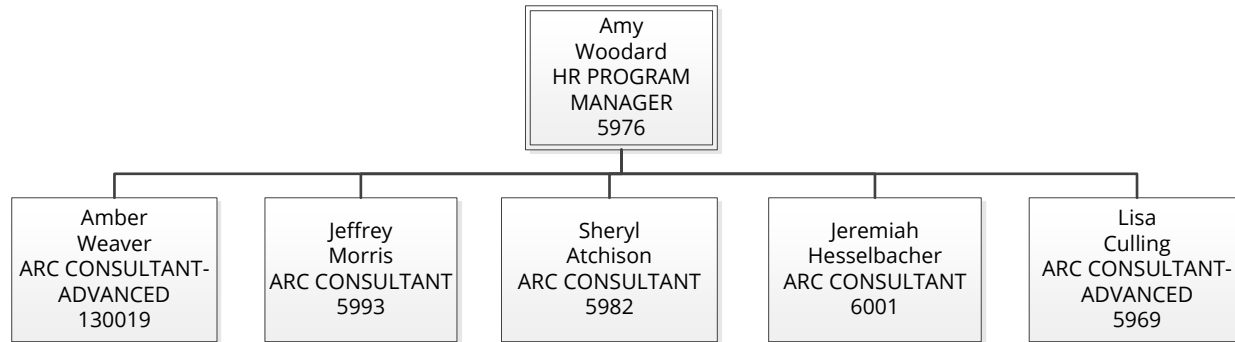 Amy
Woodard
HR PROGRAM
MANAGER
5976
Amber
Weaver
ARC CONSULTANT-
ADVANCED
130019
Jeffrey
Morris
ARC CONSULTANT
5993
Sheryl
Atchison
ARC CONSULTANT
5982
Jeremiah
Hesselbacher
ARC CONSULTANT
6001
Lisa
Culling
ARC CONSULTANT-
ADVANCED
5969